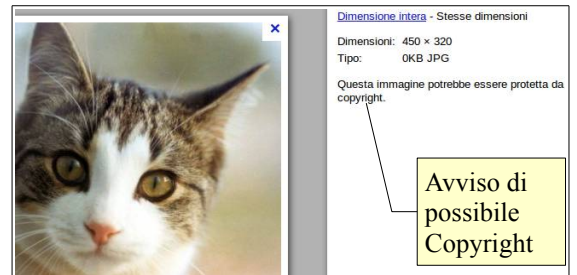 Dimensione intera - Stesse dimensioni
Dimensioni: 450 × 320
Tipo: 0KB JPG
Questa immagine potrebbe essere protetta da
copyright.
Avviso di
possibile
Copyright